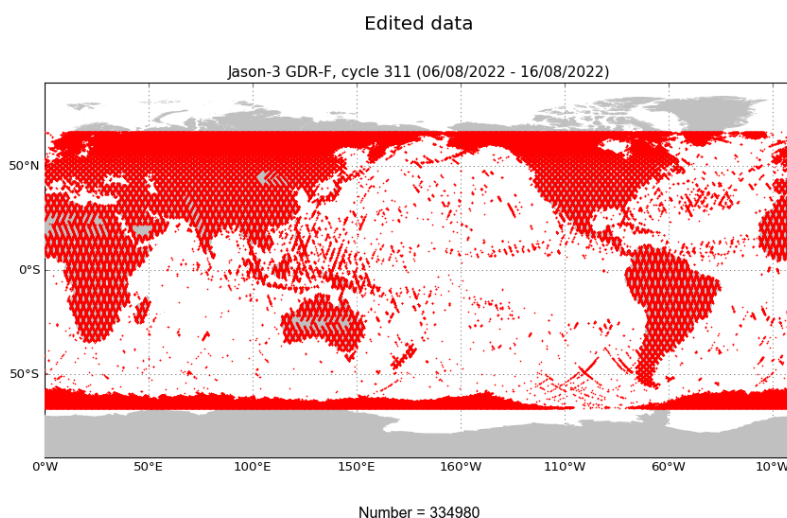 Edited data
Jason-3 GDR-F, cycle 311 (06/08/2022 - 16/08/2022)
50°N
0°S
50°S
0°W 50°E 100°E 150°E 160°W 110°W 60°W 10°W
Number = 334980